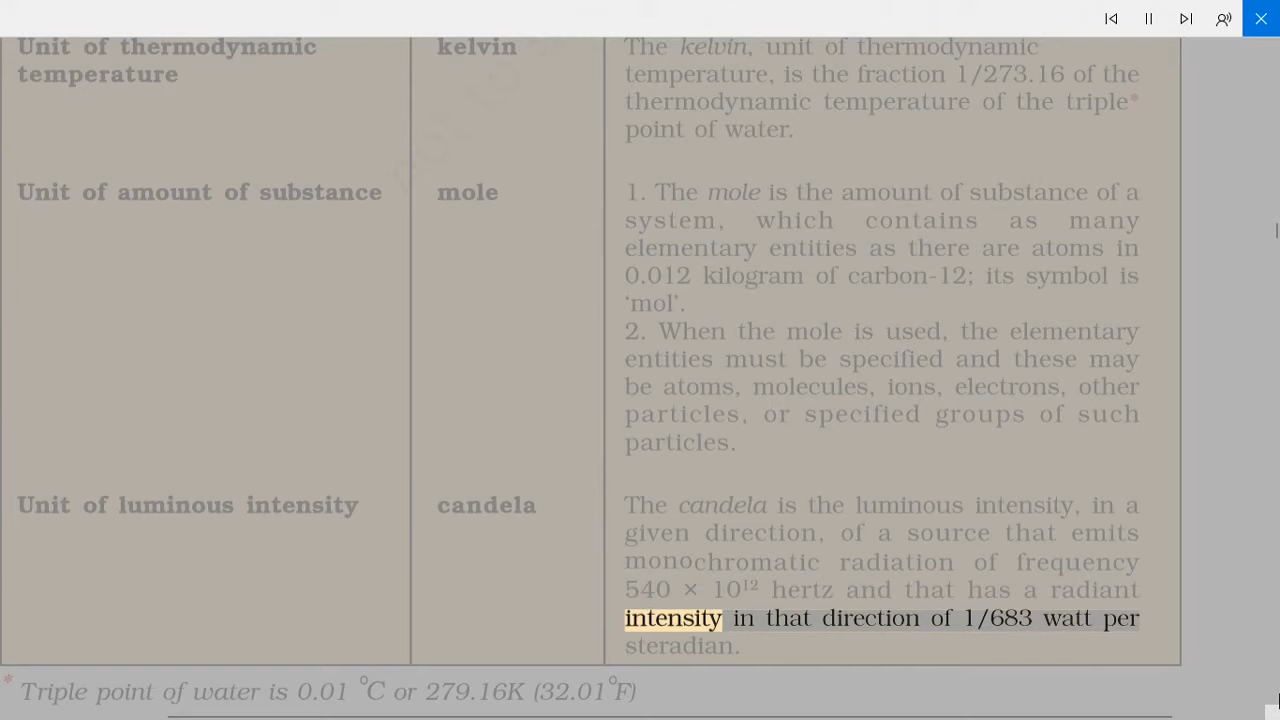 Unit of thermodynamic
temperature
kelvin
The kelvin, unit of thermodynamic
temperature, is the fraction 1/273.16 of the
thermodynamic temperature of the triple*
point of water.
Unit of amount of substance
mole
1. The mole is the amount of substance of a
system, which contains as many
elementary entities as there are atoms in
0.012 kilogram of carbon-12; its symbol is
‘mol’.
2. When the mole is used, the elementary
entities must be specified and these may
be atoms, molecules, ions, electrons, other
particles, or specified groups of such
particles.
Unit of luminous intensity
candela
The candela is the luminous intensity, in a
given direction, of a source that emits
monochromatic radiation of frequency
540 × 10¹² hertz and that has a radiant
intensity in that direction of 1/683 watt per
steradian.
* Triple point of water is 0.01 °C or 279.16K (32.01°F)